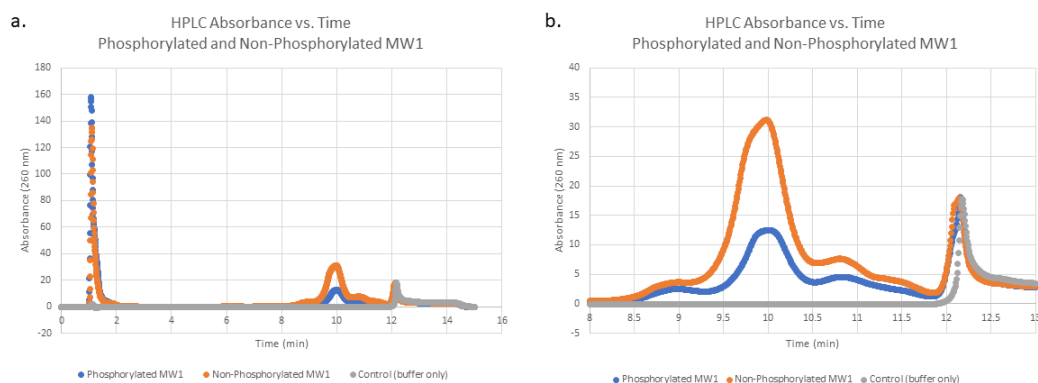 a.
HPLC Absorbance vs. Time
Phosphorylated and Non-Phosphorylated MW1
180
160
140
120
100
80
60
40
20
0
-20
0 2 4 6 8 10 12 14 16
Absorbance (260 nm)
Time (min)
Phosphorylated MW1 Non-Phosphorylated MW1 Control (buffer only)
b.
HPLC Absorbance vs. Time
Phosphorylated and Non-Phosphorylated MW1
40
35
30
25
20
15
10
5
0
-5
8 8.5 9 9.5 10 10.5 11 11.5 12 12.5 13
Absorbance (260 nm)
Time (min)
Phosphorylated MW1 Non-Phosphorylated MW1 Control (buffer only)